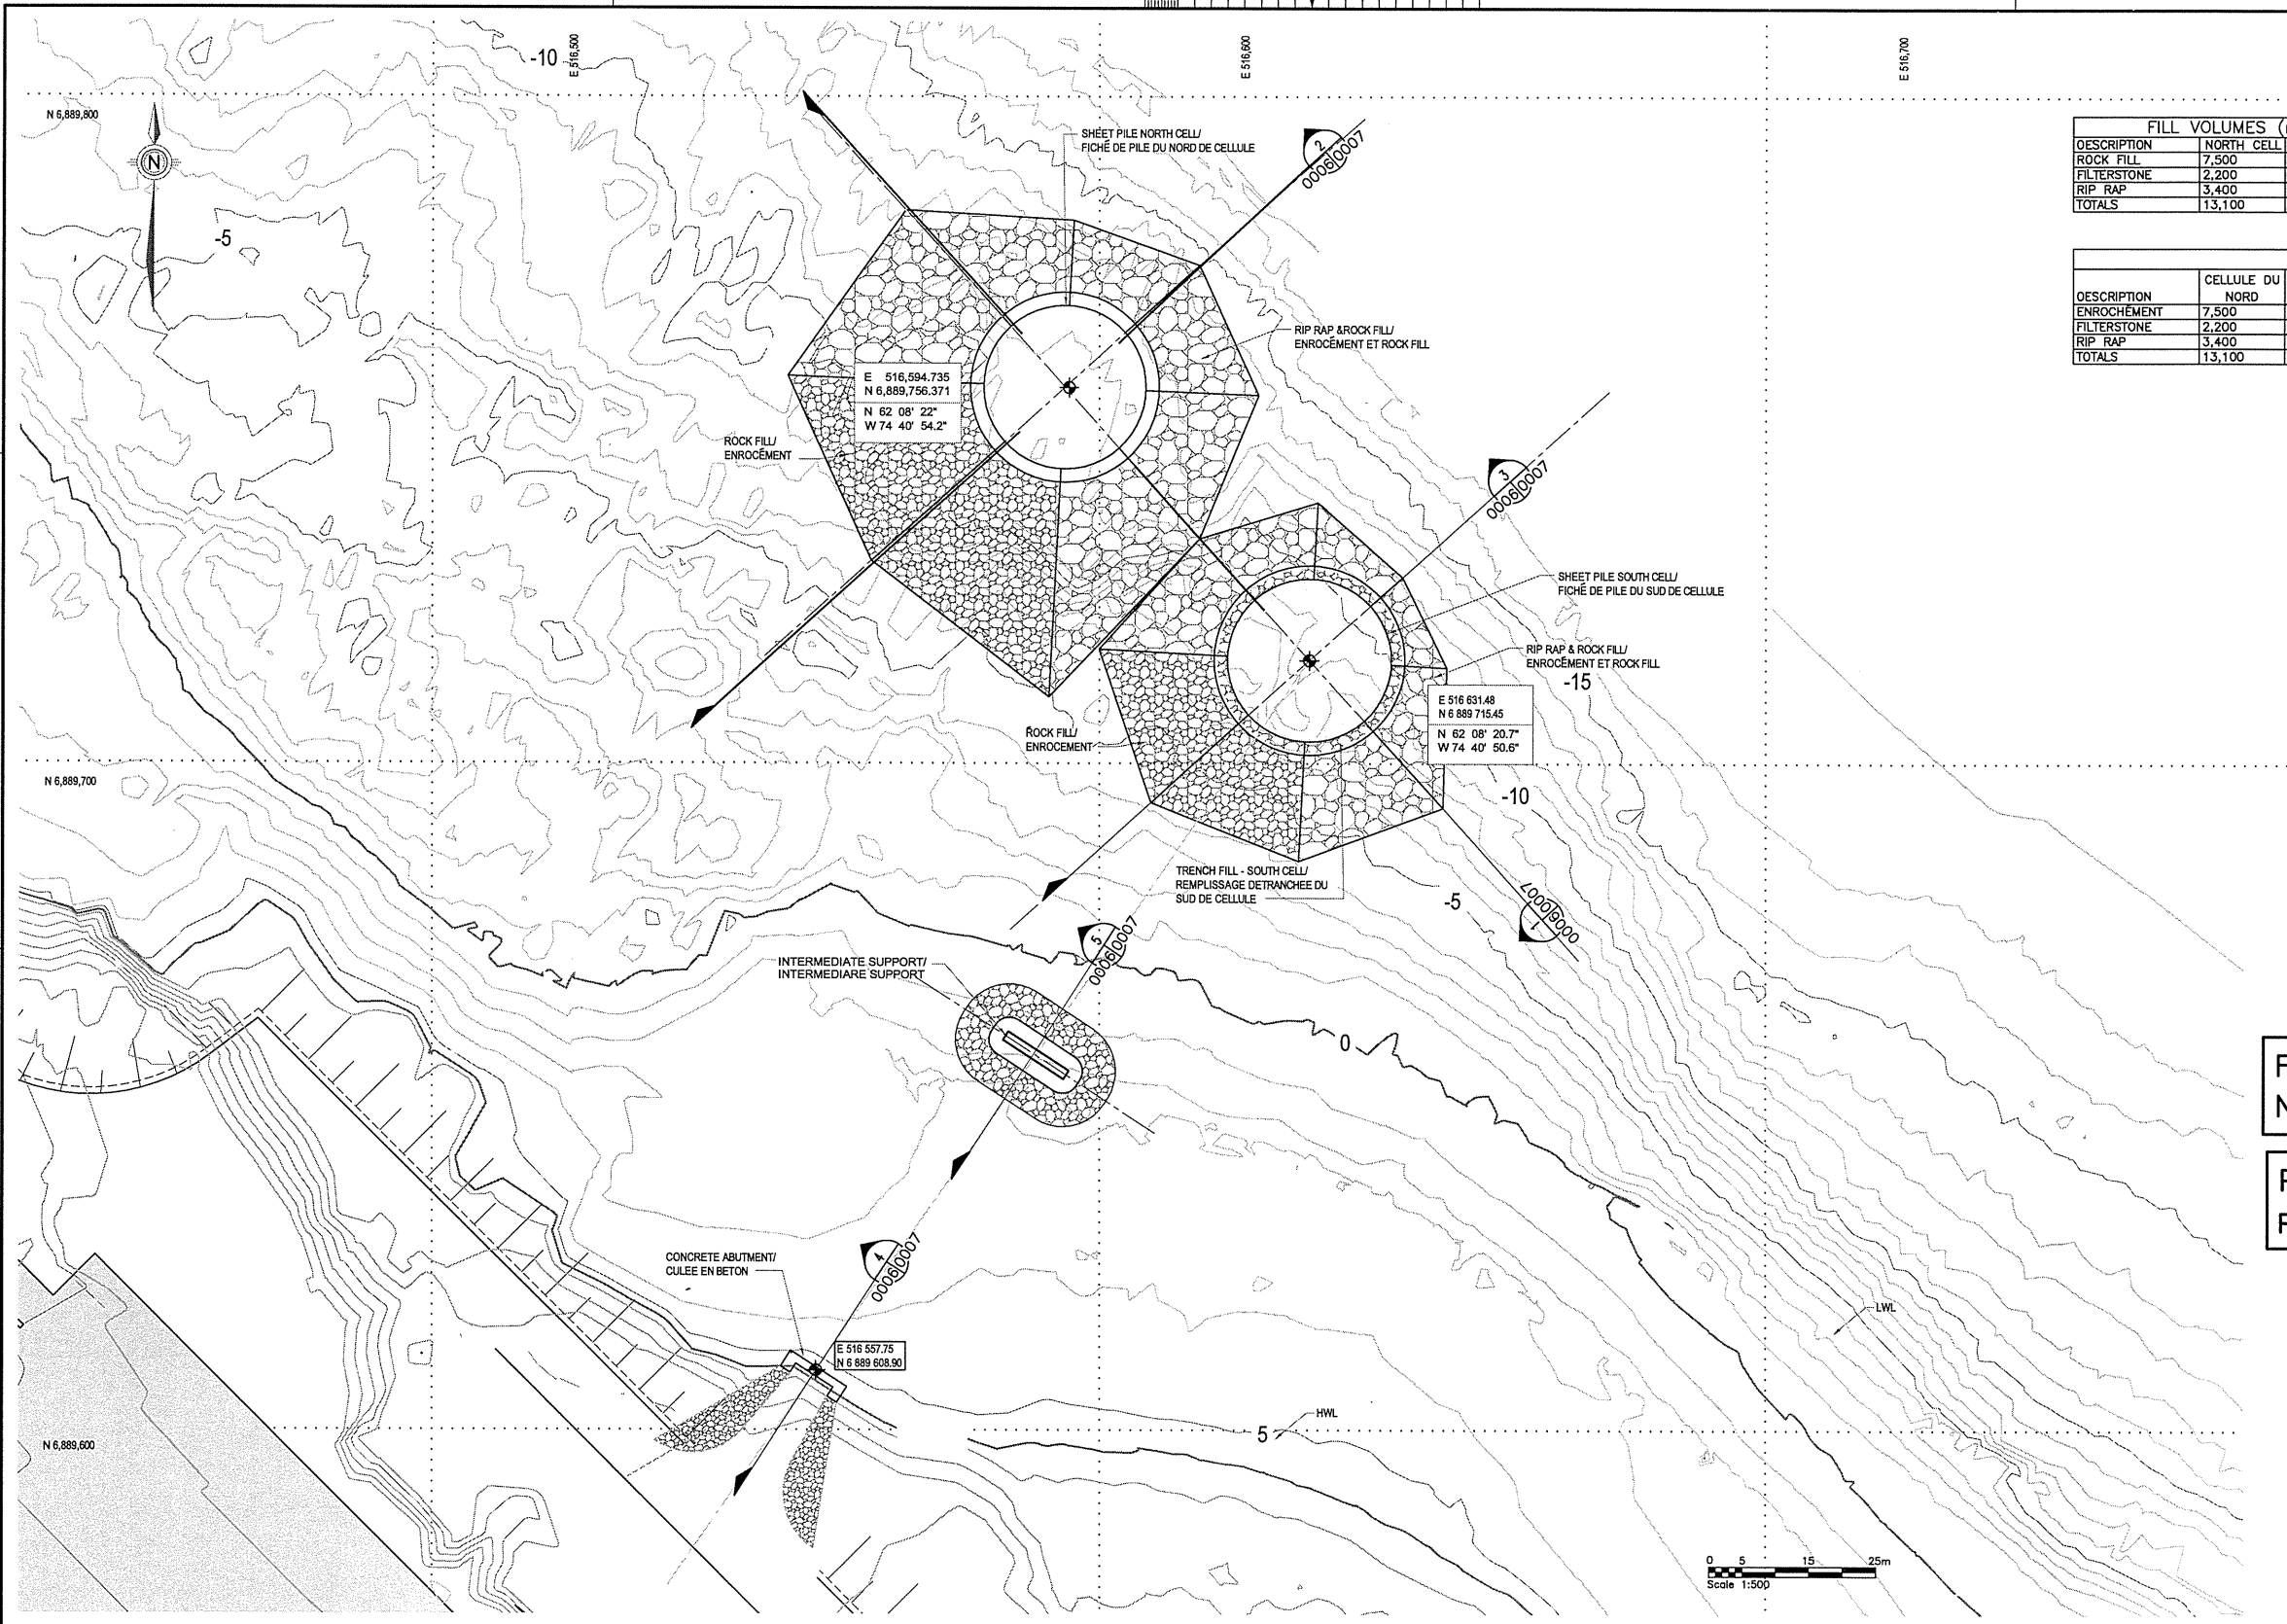 -10
E 516,500
E 516,600
E 516,700
N 6,889,800
N
-5
SHEET PILE NORTH CELL/
FICHÉ DE PILE DU NORD DE CELLULE
2
0006 0007
FILL VOLUMES (
DESCRIPTION NORTH CELL
ROCK FILL 7,500
FILTERSTONE 2,200
RIP RAP 3,400
TOTALS 13,100
CELLULE DU
DESCRIPTION NORD
ENROCHÉMENT 7,500
FILTERSTONE 2,200
RIP RAP 3,400
TOTALS 13,100
RIP RAP &ROCK FILL/
ENROCÉMENT ET ROCK FILL
E 516,594.735
N 6,889,756.371
N 62 08' 22"
W 74 40' 54.2"
ROCK FILL/
ENROCÉMENT
3
0006 0007
SHEET PILE SOUTH CELL/
FICHÉ DE PILE DU SUD DE CELLULE
RIP RAP & ROCK FILL/
ENROCÉMENT ET ROCK FILL
-15
E 516 631.48
N 6 889 715.45
N 62 08' 20.7"
W 74 40' 50.6"
ROCK FILL/
ENROCEMENT
N 6,889,700
-10
TRENCH FILL - SOUTH CELL/
REMPLISSAGE DETRANCHEE DU
SUD DE CELLULE
-5
1
0006 0007
5
0006 0007
INTERMEDIATE SUPPORT/
INTERMEDIARE SUPPORT
0
F
N
F
F
4
0006 0007
CONCRETE ABUTMENT/
CULEE EN BETON
E 516 557.75
N 6 889 608.90
LWL
HWL
5
N 6,889,600
0 5 15 25m
Scale 1:500